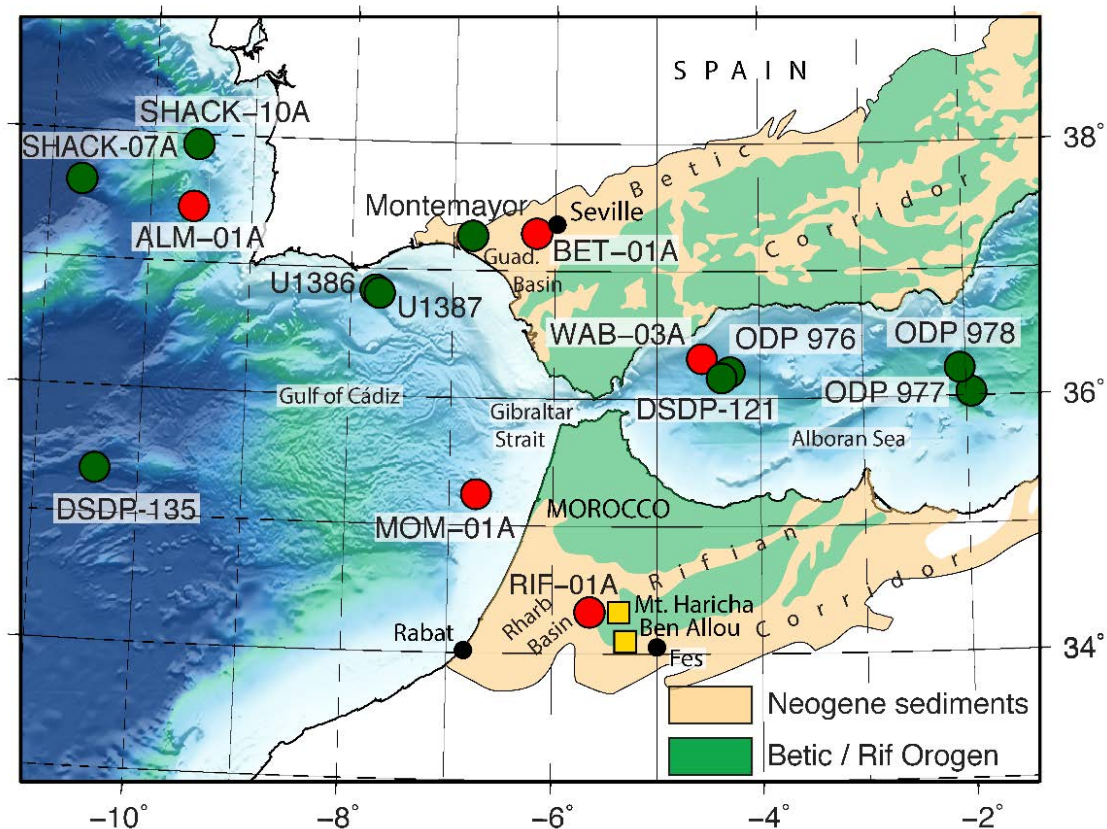 SPAIN
SHACK-10A
38°
SHACK-07A
Betic
Corridor
Montemayor
Seville
ALM-01A
BET-01A
Guad.
Basin
U1386
U1387
WAB-03A
ODP 976
ODP 978
Gulf of Cádiz
ODP 977
36°
Gibraltar
Strait
DSDP-121
Alboran Sea
DSDP-135
MOM-01A
MOROCCO
Rifian
Corridor
RIF-01A
Rharb
Basin
Mt. Haricha
Ben Allou
Rabat
Fes
34°
Neogene sediments
Betic / Rif Orogen
-10°
-8°
-6°
-4°
-2°